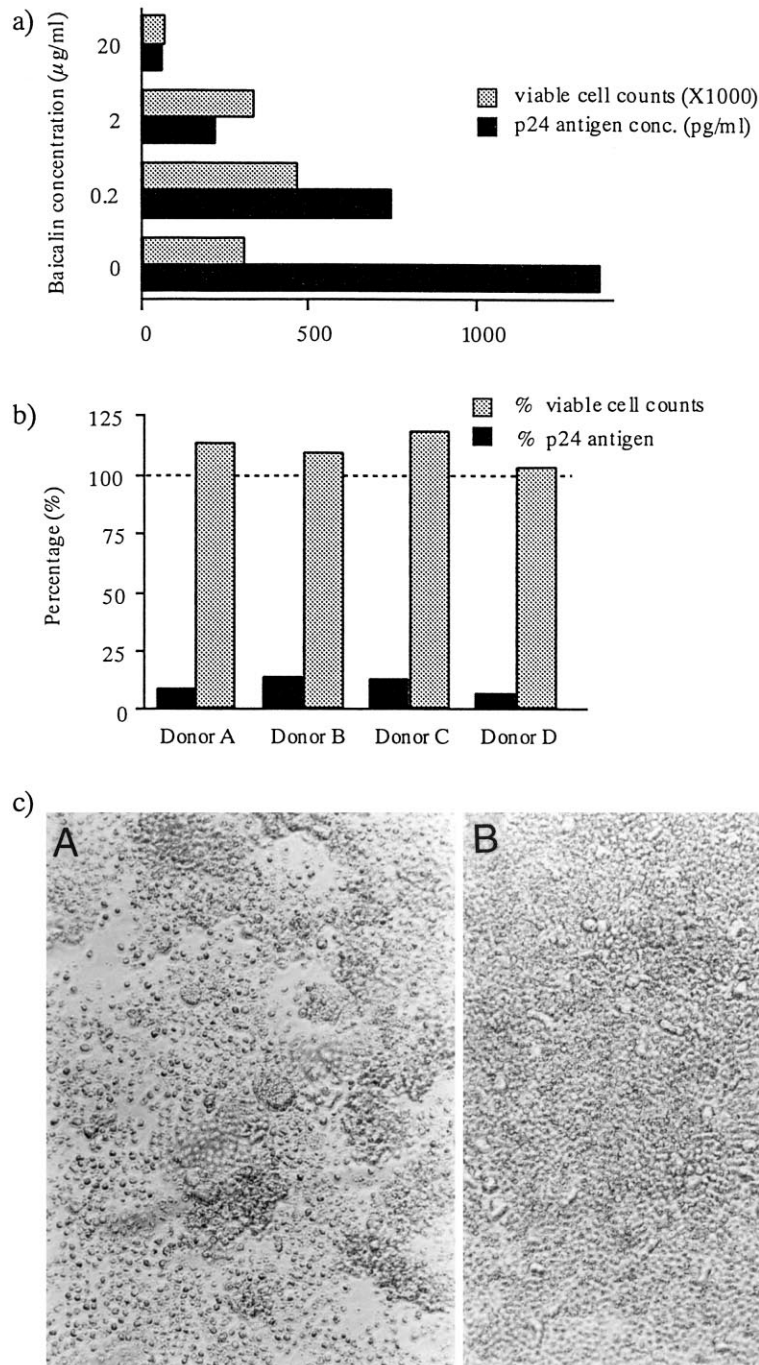 a)
Baicalin concentration (µg/ml)
20
2
0.2
0
0
500
1000
viable cell counts (X1000)
p24 antigen conc. (pg/ml)
b)
Percentage (%)
125
100
75
50
25
0
% viable cell counts
% p24 antigen
Donor A Donor B Donor C Donor D
c)
A
B